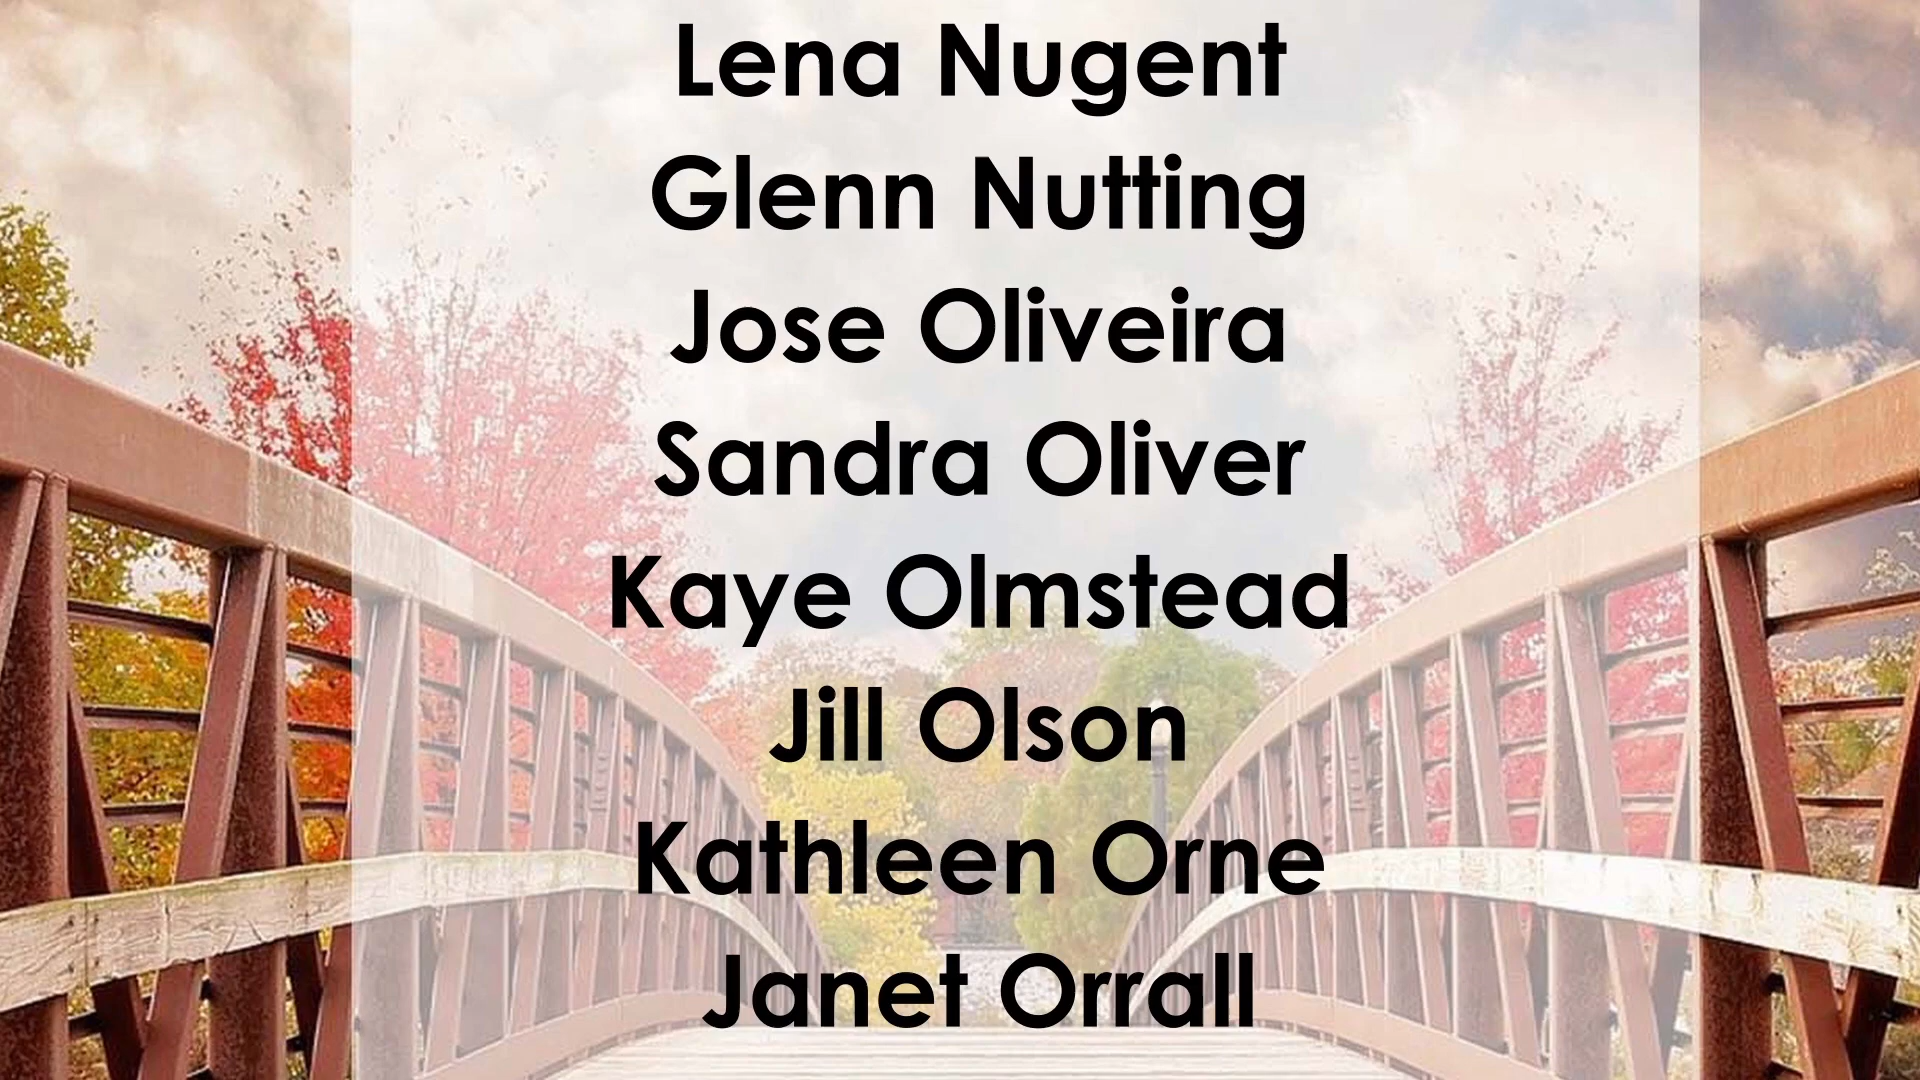 Lena Nugent
Glenn Nutting
Jose Oliveira
Sandra Oliver
Kaye Olmstead
Jill Olson
Kathleen Orne
Janet Orrall